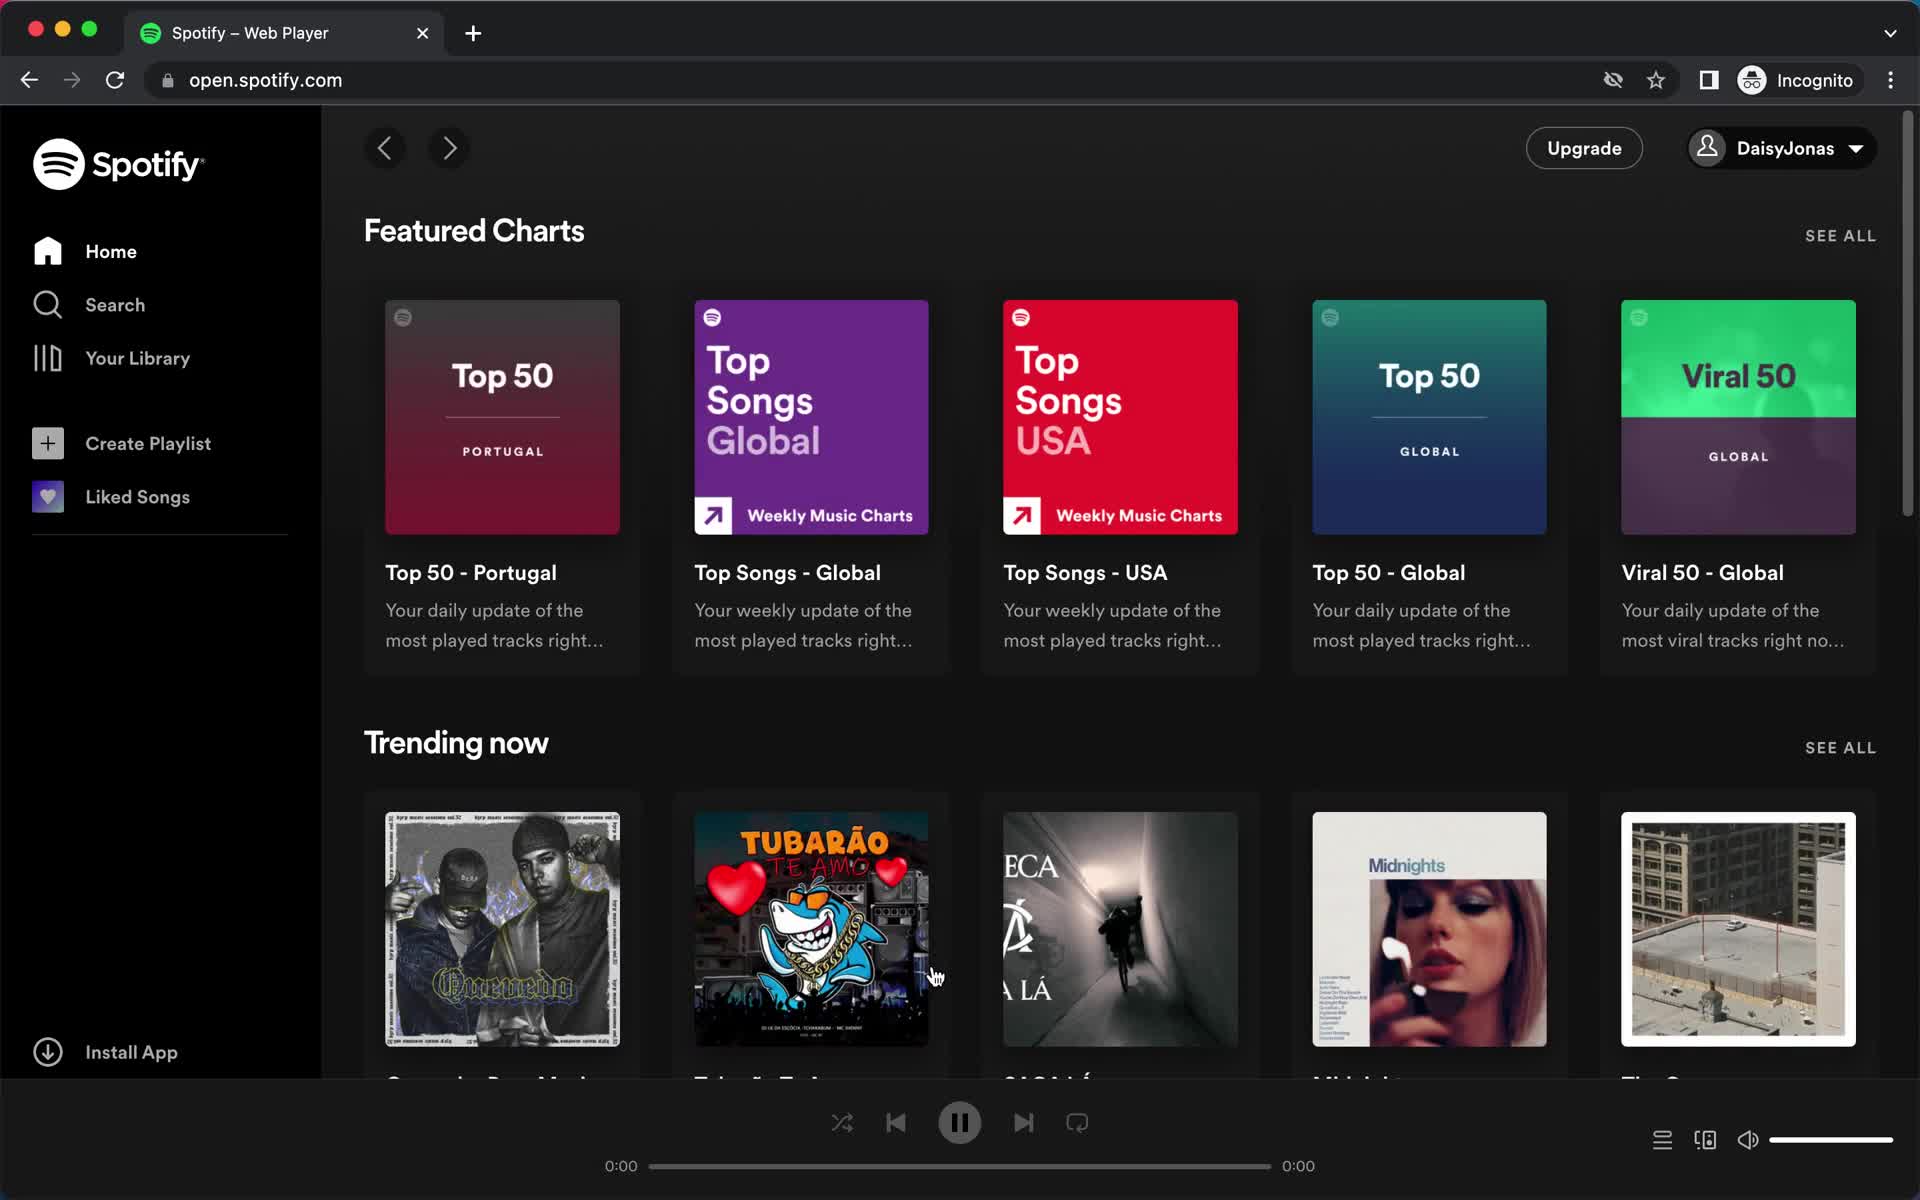 Spotify – Web Player
open.spotify.com
Incognito
Spotify
Home
Search
Your Library
Create Playlist
Liked Songs
Install App
Upgrade
DaisyJonas
Featured Charts
SEE ALL
Top 50
PORTUGAL
Top
Songs
Global
Weekly Music Charts
Top
Songs
USA
Weekly Music Charts
Top 50
GLOBAL
Viral 50
GLOBAL
Top 50 - Portugal
Your daily update of the
most played tracks right...
Top Songs - Global
Your weekly update of the
most played tracks right...
Top Songs - USA
Your weekly update of the
most played tracks right...
Top 50 - Global
Your daily update of the
most played tracks right...
Viral 50 - Global
Your daily update of the
most viral tracks right no...
Trending now
SEE ALL
Quevedo
TUBARÃO
TE AMO
ECA
A LÁ
Midnights
0:00
0:00